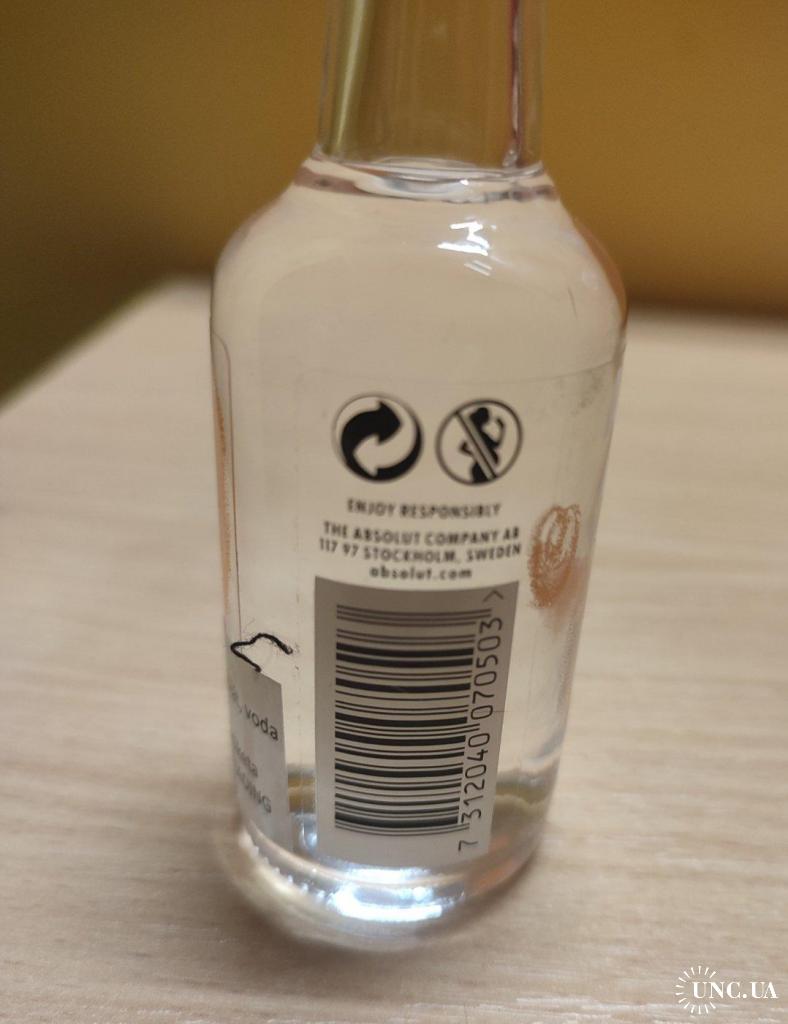 ENJOY RESPONSIBLY
THE ABSOLUT COMPANY AB
117 97 STOCKHOLM, SWEDEN
absolut.com
7 312040 070503 >
voda
UNC.UA